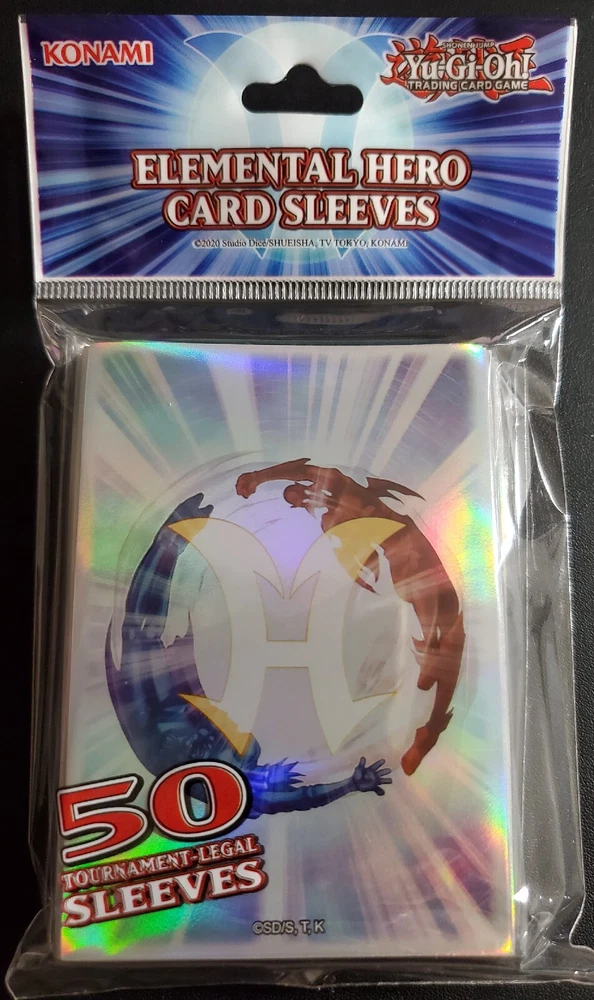 KONAMI
SHONEN JUMP
Yu-Gi-Oh!
TRADING CARD GAME
ELEMENTAL HERO
CARD SLEEVES
©2020 Studio Dice/SHUEISHA, TV TOKYO, KONAMI
H
50
TOURNAMENT-LEGAL
SLEEVES
©SD/S, T, K